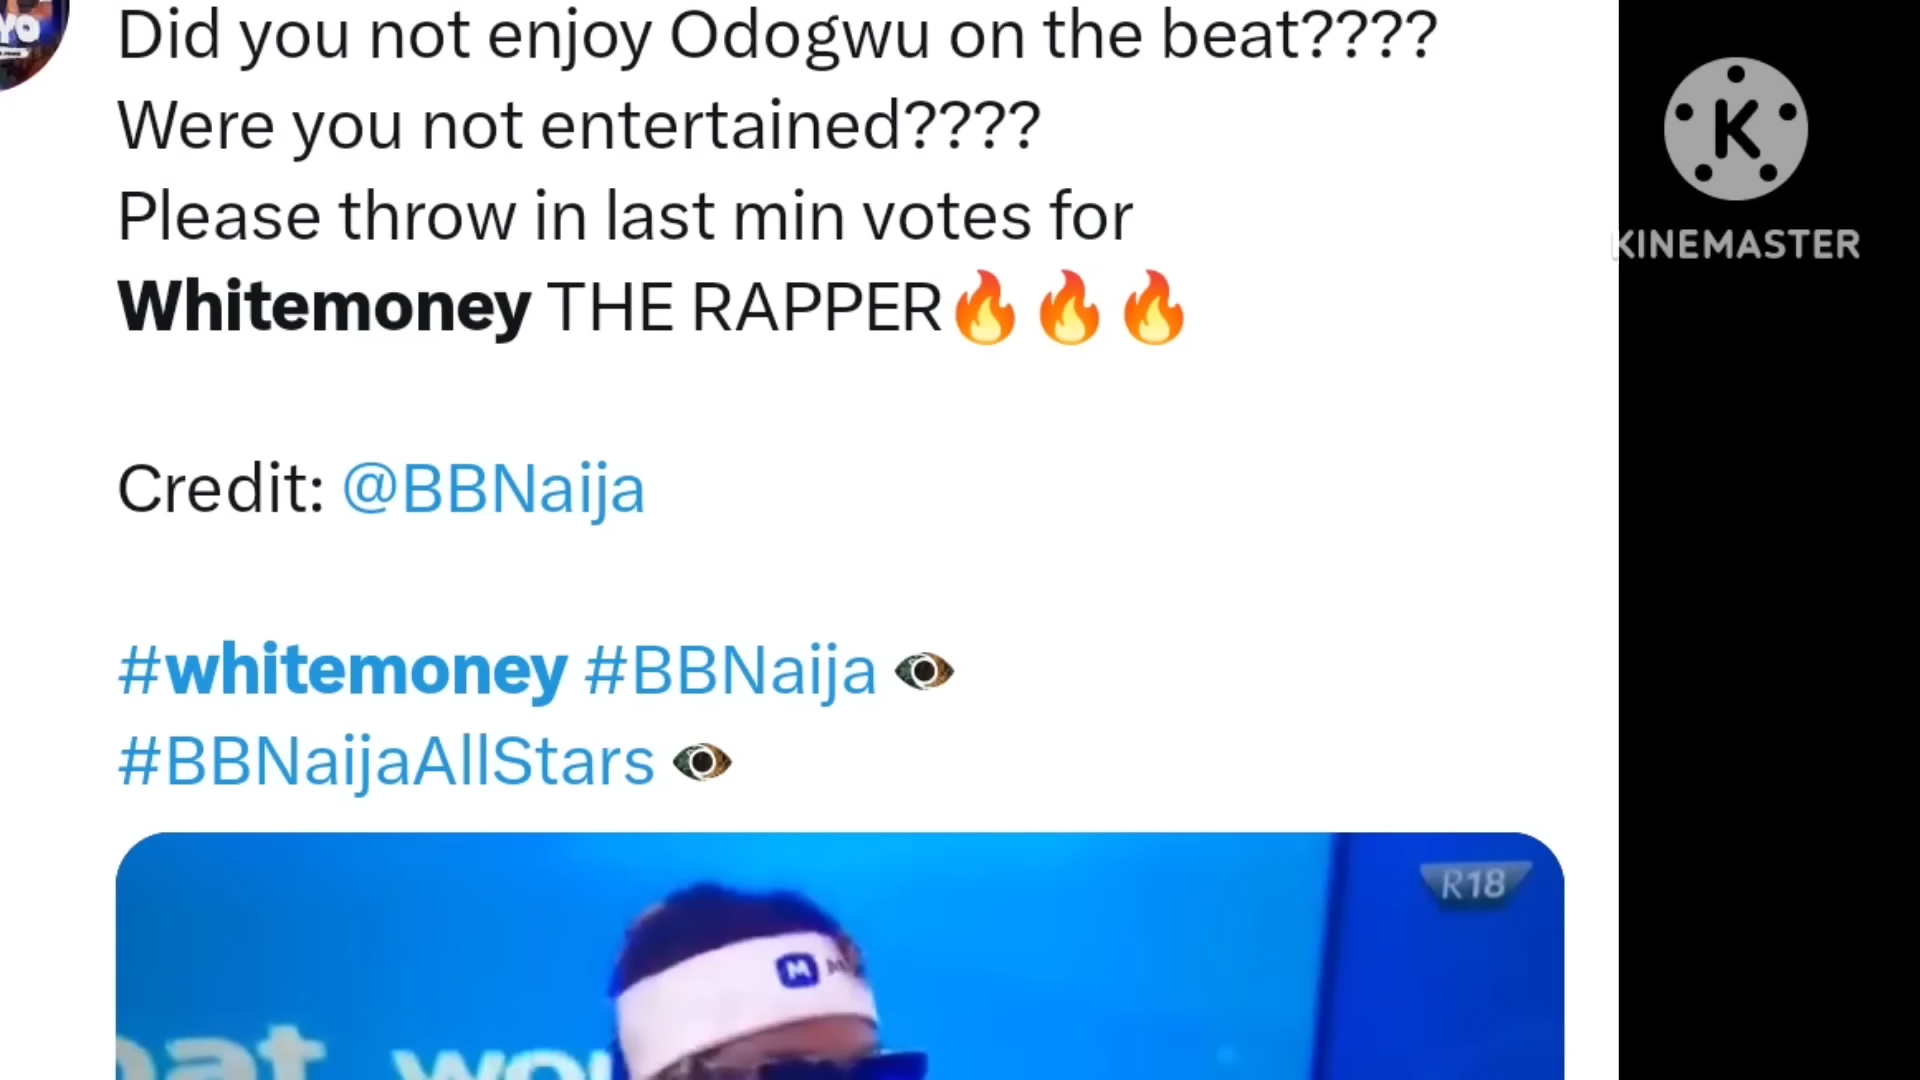 YO
Did you not enjoy Odogwu on the beat????
Were you not entertained????
Please throw in last min votes for
Whitemoney THE RAPPER🔥🔥🔥
Credit: @BBNaija
#whitemoney #BBNaija
#BBNaijaAllStars
R18
M
K
KINEMASTER